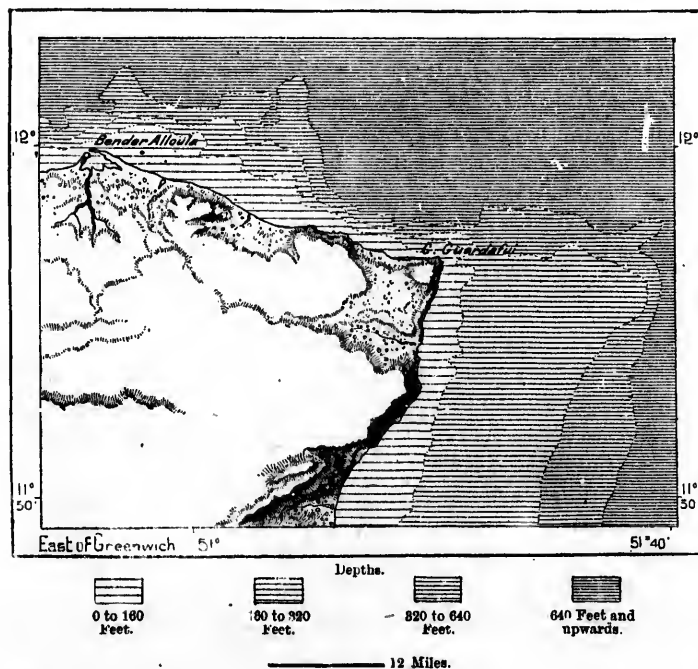 12°
12°
Bender Alloula
C. Guardafui
11°
50'
11°
50'
East of Greenwich 51°
51°40'
Depths.
0 to 160
Feet.
160 to 320
Feet.
320 to 640
Feet.
640 Feet and
upwards.
12 Miles.